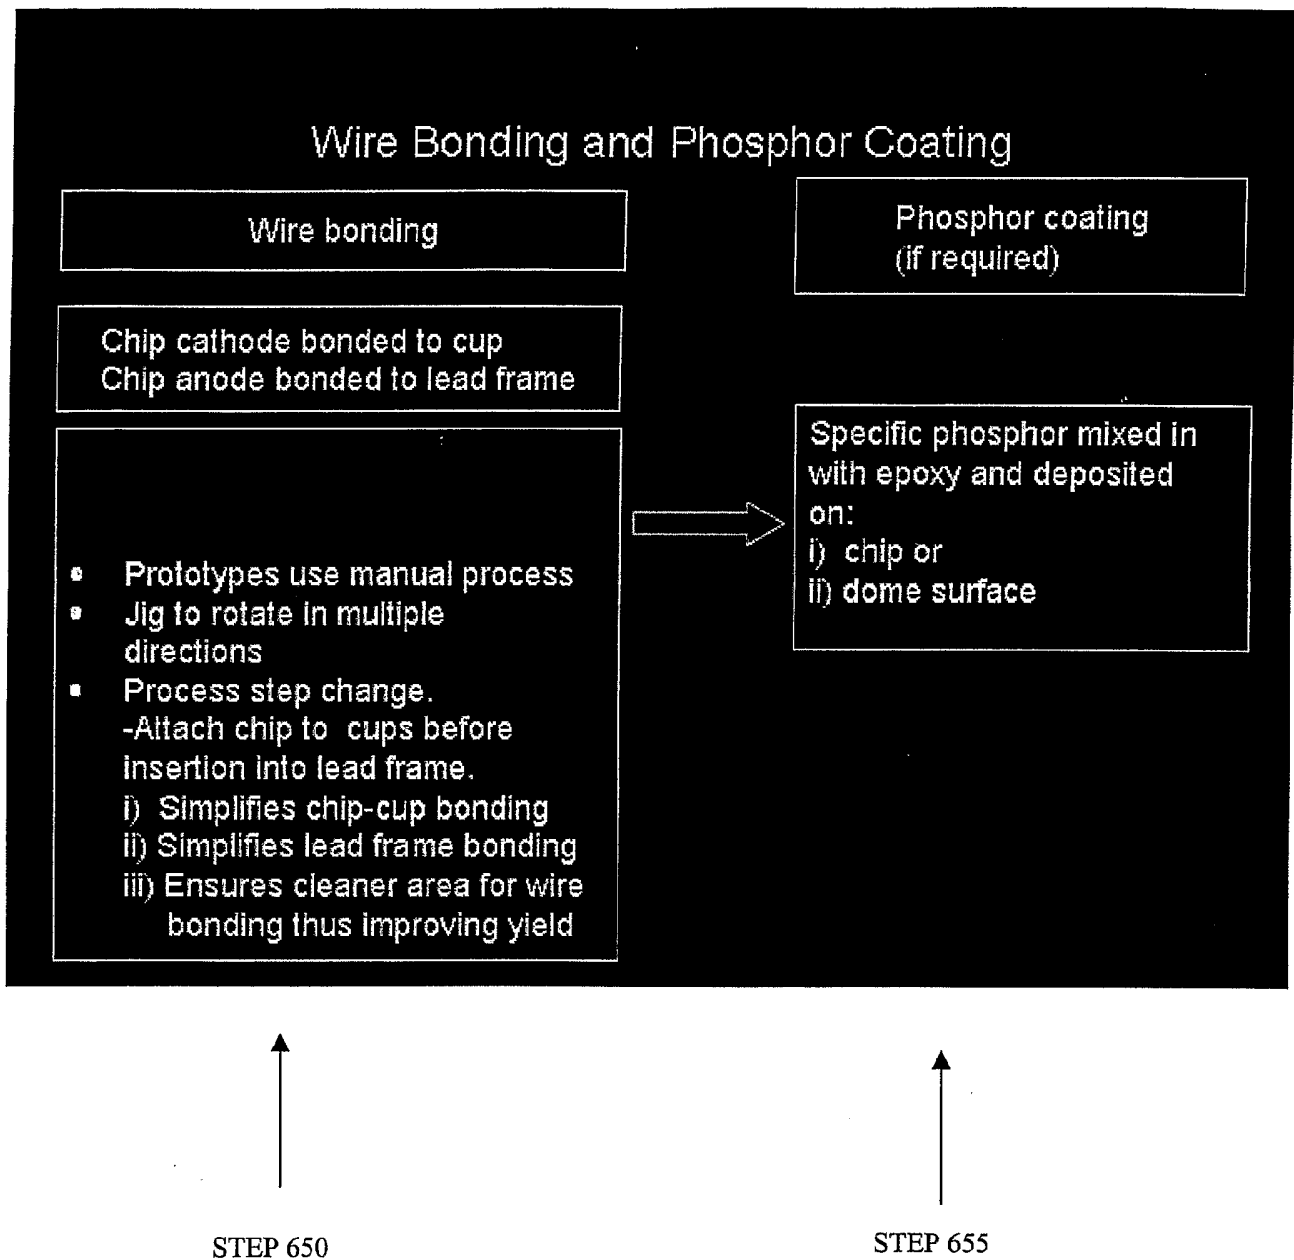 Wire Bonding and Phosphor Coating
Wire bonding
Chip cathode bonded to cup
Chip anode bonded to lead frame
▪ Prototypes use manual process
▪ Jig to rotate in multiple
directions
▪ Process step change.
-Attach chip to cups before
insertion into lead frame.
i) Simplifies chip-cup bonding
ii) Simplifies lead frame bonding
iii) Ensures cleaner area for wire
bonding thus improving yield
Phosphor coating
(if required)
Specific phosphor mixed in
with epoxy and deposited
on:
i) chip or
ii) dome surface
STEP 650
STEP 655